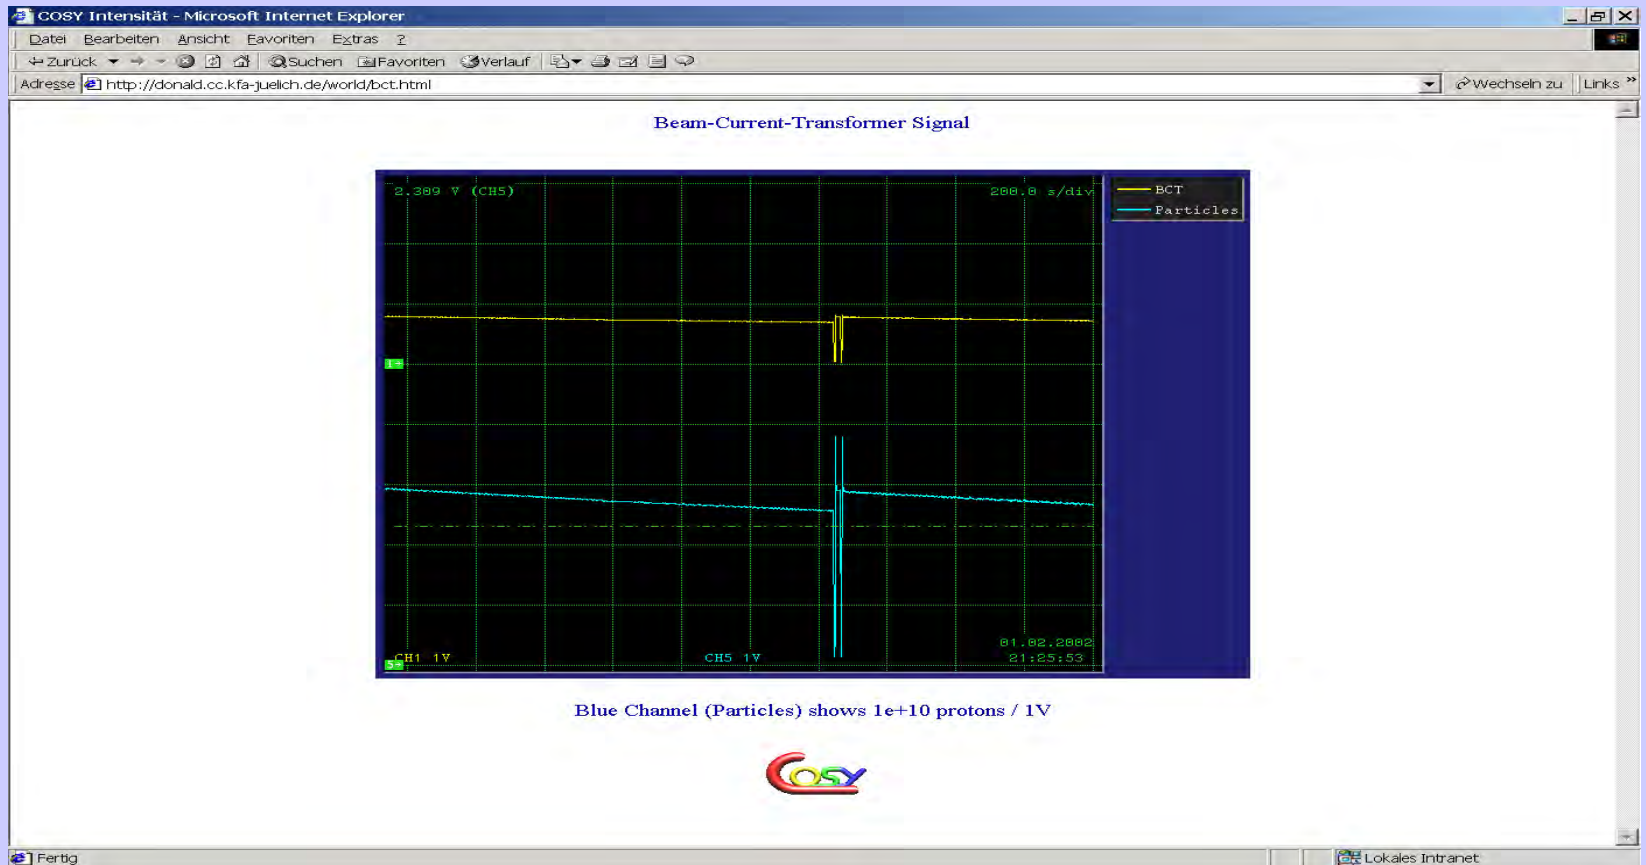 COSY Intensität - Microsoft Internet Explorer
Datei Bearbeiten Ansicht Favoriten Extras ?
Zurück Suchen Favoriten Verlauf
Adresse http://donald.cc.kfa-juelich.de/world/bct.html Wechseln zu Links »
Beam-Current-Transformer Signal
2.309 V (CH5) 200.0 s/div
BCT
Particles
1→
01.02.2002
CH1 1V CH5 1V 21:25:53
5→
Blue Channel (Particles) shows 1e+10 protons / 1V
COSY
Fertig Lokales Intranet